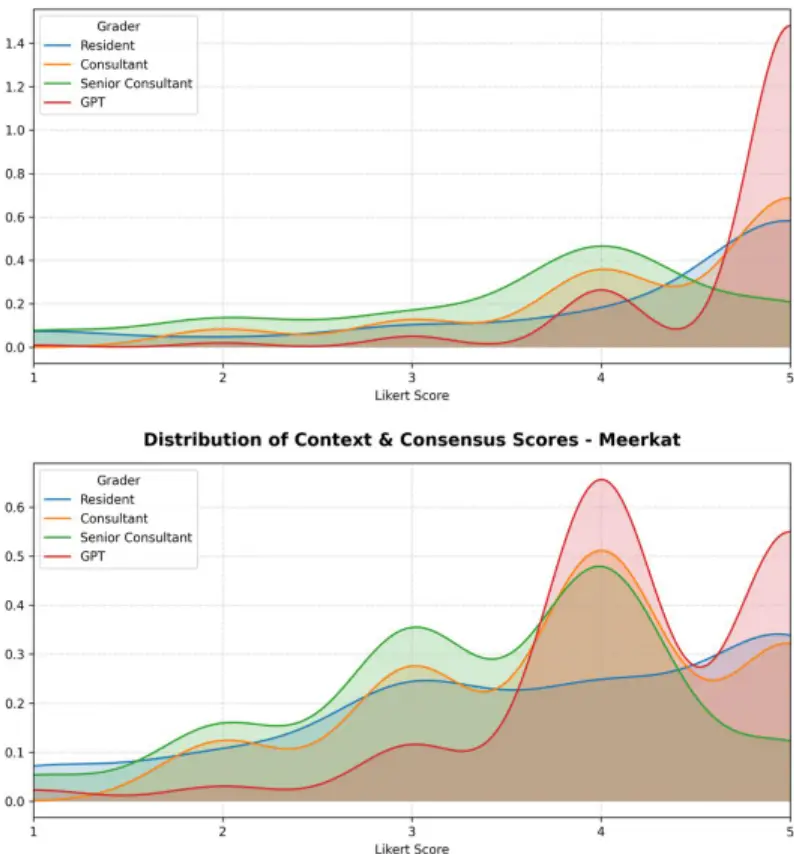 Grader
Resident
Consultant
Senior Consultant
GPT
1.4
1.2
1.0
0.8
0.6
0.4
0.2
0.0
1 2 3 4 5
Likert Score
Distribution of Context & Consensus Scores - Meerkat
Grader
Resident
Consultant
Senior Consultant
GPT
0.6
0.5
0.4
0.3
0.2
0.1
0.0
1 2 3 4 5
Likert Score